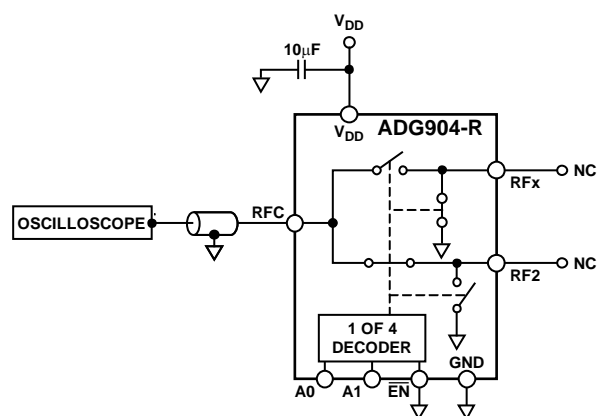 VDD
10μF
VDD
ADG904-R
RFx
NC
OSCILLOSCOPE
RFC
RF2
NC
1 OF 4
DECODER
GND
A0
A1
EN